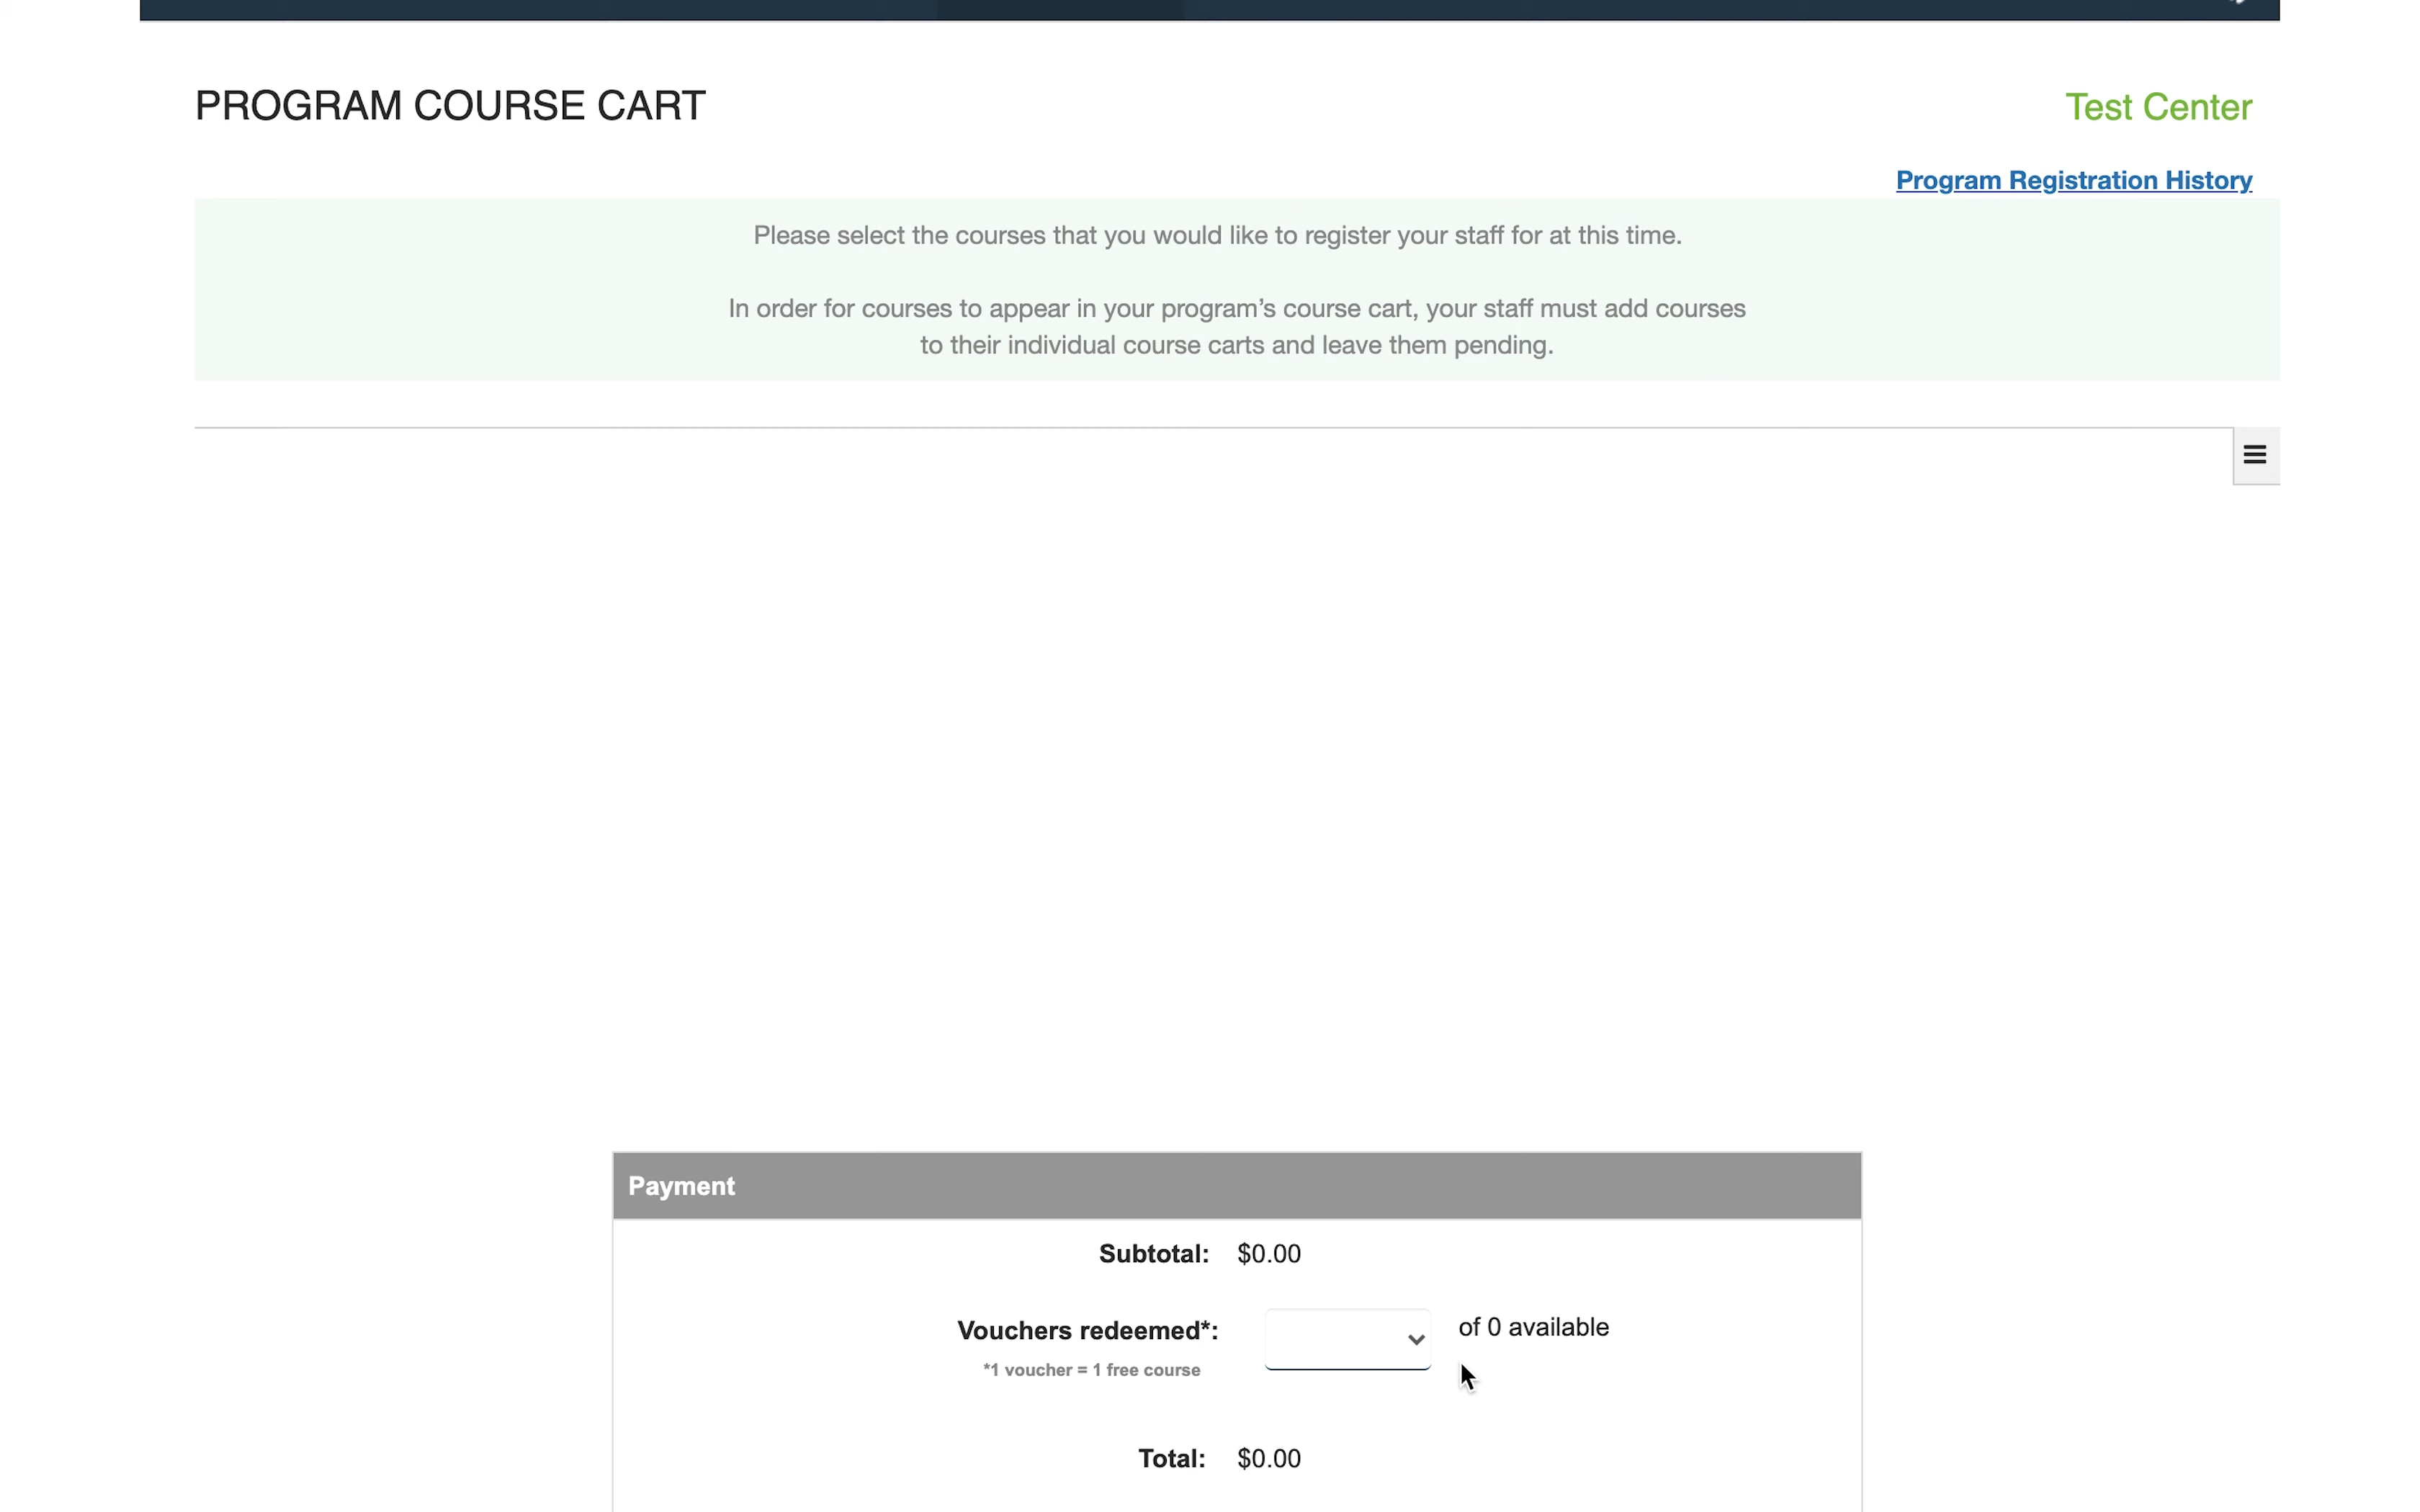 PROGRAM COURSE CART
Test Center
Program Registration History
Please select the courses that you would like to register your staff for at this time.
In order for courses to appear in your program’s course cart, your staff must add courses
to their individual course carts and leave them pending.
Payment
Subtotal: $0.00
Vouchers redeemed*: of 0 available
*1 voucher = 1 free course
Total: $0.00